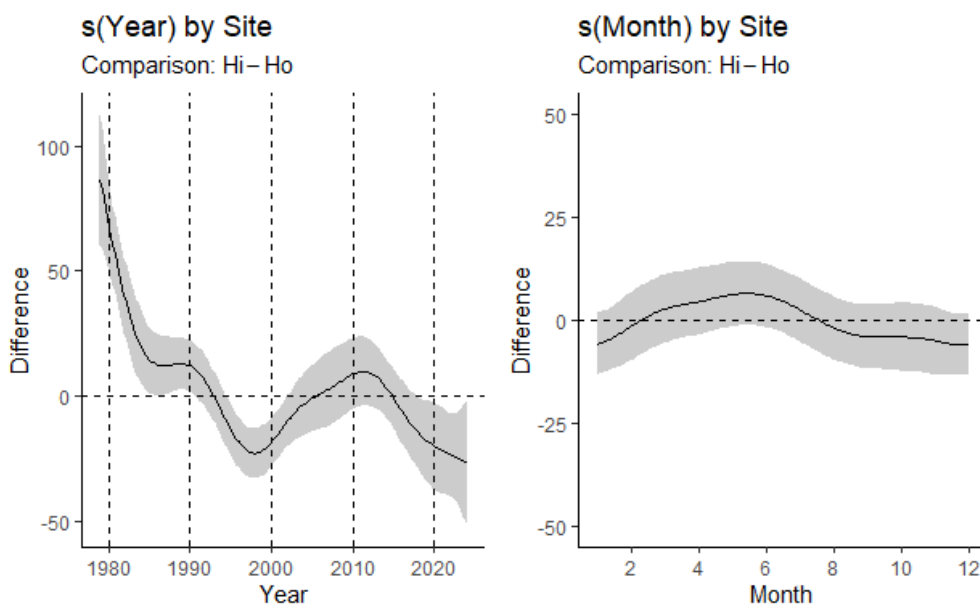 s(Year) by Site
Comparison: Hi – Ho
100
50
0
-50
Difference
1980 1990 2000 2010 2020
Year
s(Month) by Site
Comparison: Hi – Ho
50
25
0
-25
-50
Difference
2 4 6 8 10 12
Month